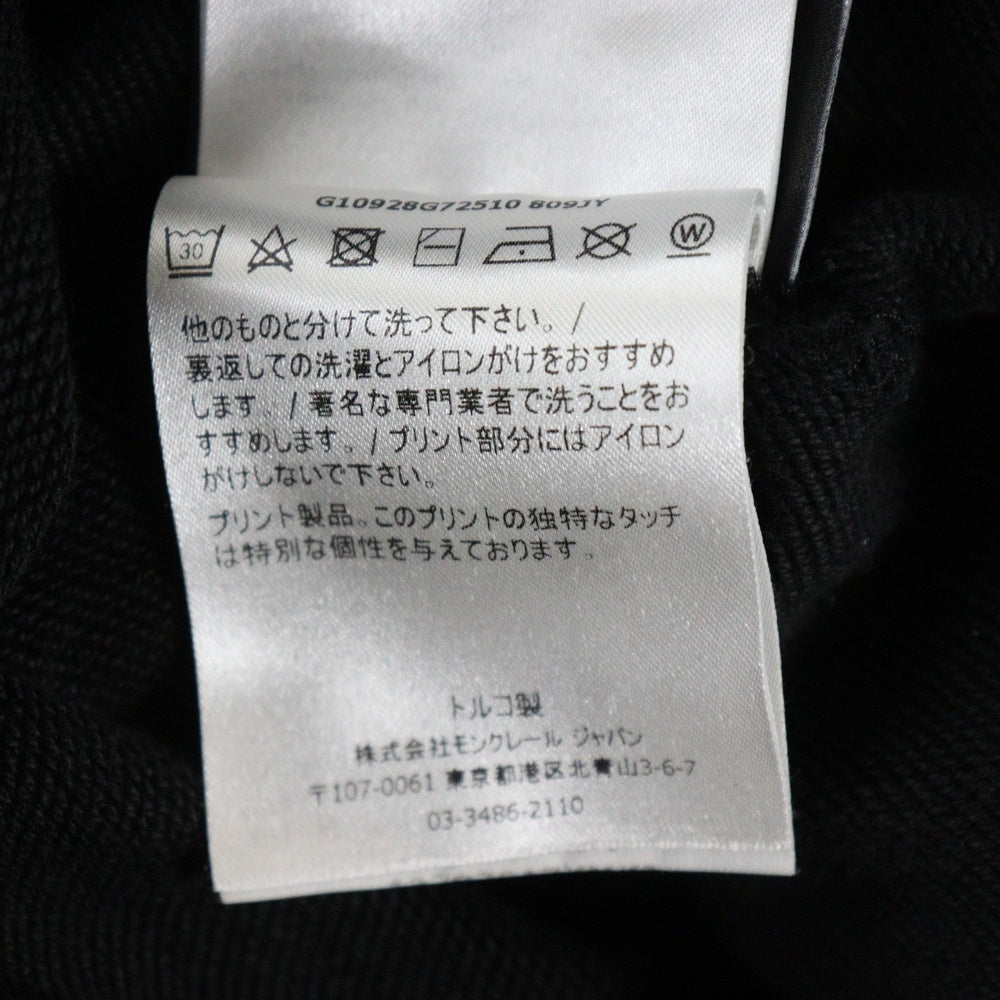 G10928G72510 809JY
30
W
他のものと分けて洗って下さい。/
裏返しての洗濯とアイロンがけをおすすめ
します。/ 著名な専門業者で洗うことをお
すすめします。/ プリント部分にはアイロン
がけしないで下さい。
プリント製品。このプリントの独特なタッチ
は特別な個性を与えております。
トルコ製
株式会社モンクレール ジャパン
〒107-0061 東京都港区北青山3-6-7
03-3486-2110